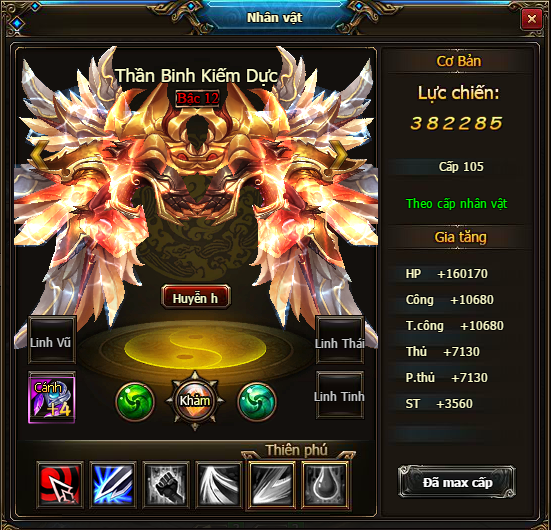 Nhân vật
Thần Binh Kiếm Dực
Bậc 12
Huyễn h
Linh Vũ
Linh Thái
Cánh
+4
Khảm
Linh Tinh
Thiên phú
Cơ Bản
Lực chiến:
382285
Cấp 105
Theo cấp nhân vật
Gia tăng
HP +160170
Công +10680
T.công +10680
Thủ +7130
P.thủ +7130
ST +3560
Đã max cấp